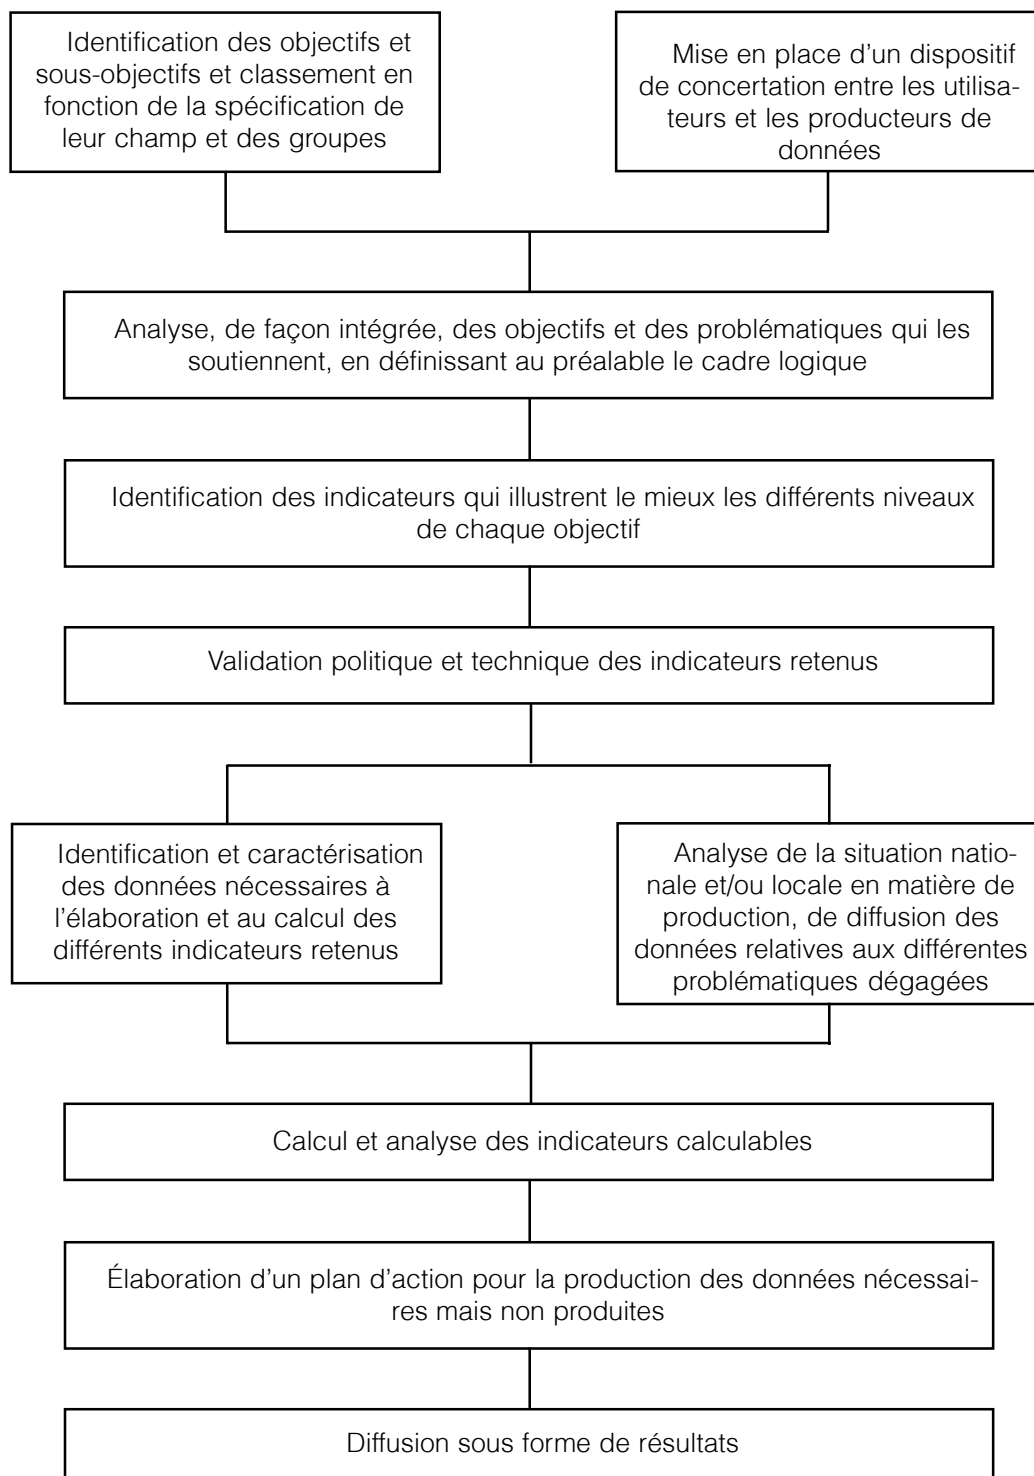 Identification des objectifs et
sous-objectifs et classement en
fonction de la spécification de
leur champ et des groupes
Mise en place d’un dispositif
de concertation entre les utilisa-
teurs et les producteurs de
données
Analyse, de façon intégrée, des objectifs et des problématiques qui les
soutiennent, en définissant au préalable le cadre logique
Identification des indicateurs qui illustrent le mieux les différents niveaux
de chaque objectif
Validation politique et technique des indicateurs retenus
Identification et caractérisation
des données nécessaires à
l’élaboration et au calcul des
différents indicateurs retenus
Analyse de la situation natio-
nale et/ou locale en matière de
production, de diffusion des
données relatives aux différentes
problématiques dégagées
Calcul et analyse des indicateurs calculables
Élaboration d’un plan d’action pour la production des données nécessai-
res mais non produites
Diffusion sous forme de résultats